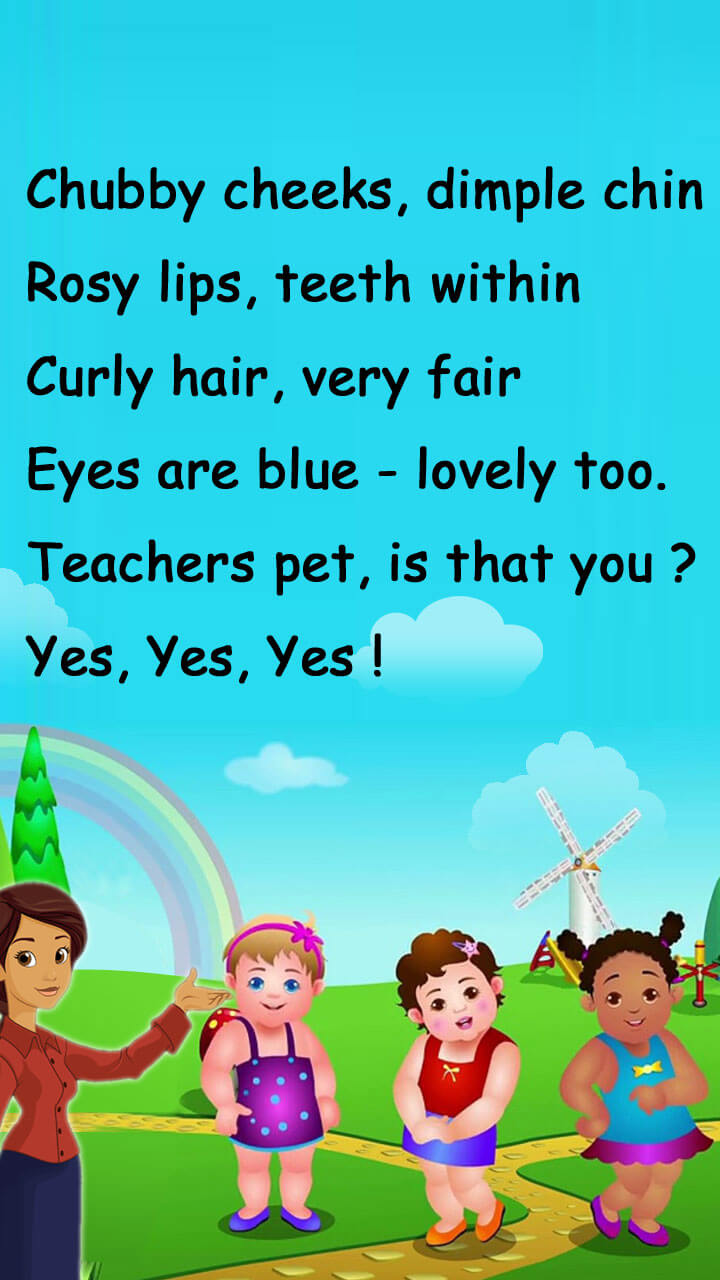 Chubby cheeks, dimple chin
Rosy lips, teeth within
Curly hair, very fair
Eyes are blue - lovely too.
Teachers pet, is that you ?
Yes, Yes, Yes !